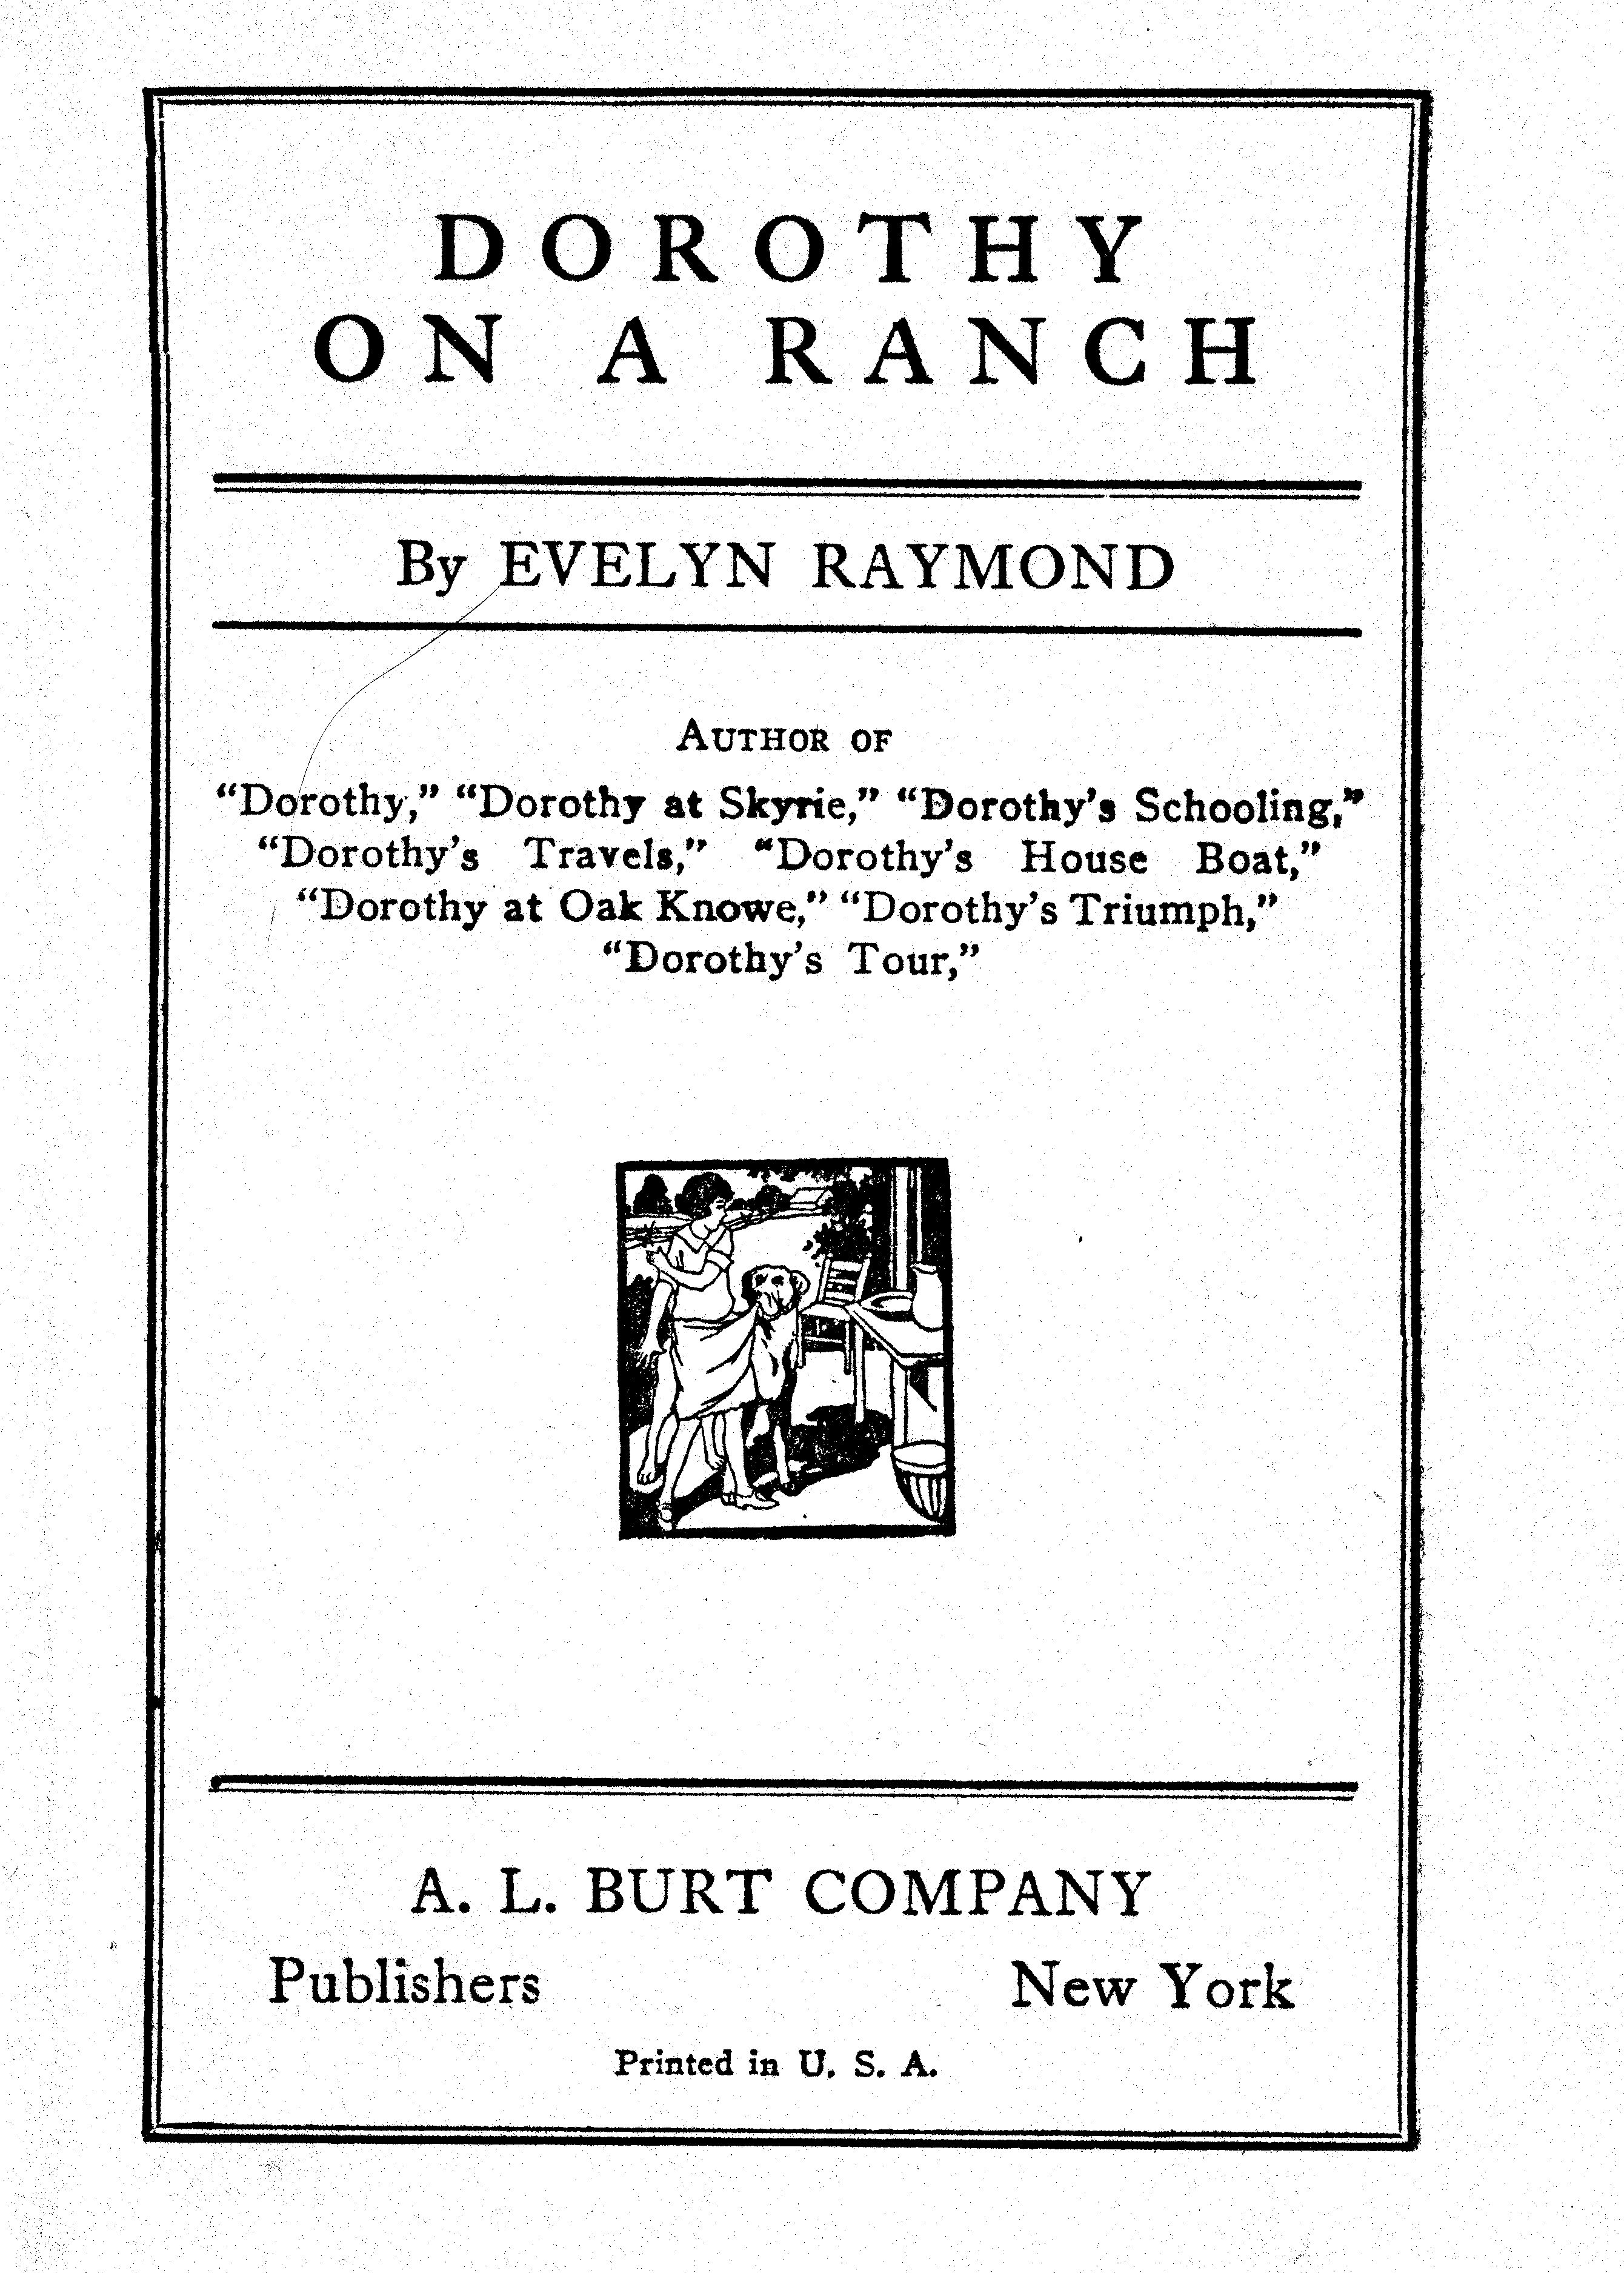 DOROTHY
ON A RANCH
By EVELYN RAYMOND
AUTHOR OF
“Dorothy,” “Dorothy at Skyrie,” “Dorothy’s Schooling,”
“Dorothy’s Travels,” “Dorothy’s House Boat,”
“Dorothy at Oak Knowe,” “Dorothy’s Triumph,”
“Dorothy’s Tour,”
A. L. BURT COMPANY
Publishers New York
Printed in U. S. A.